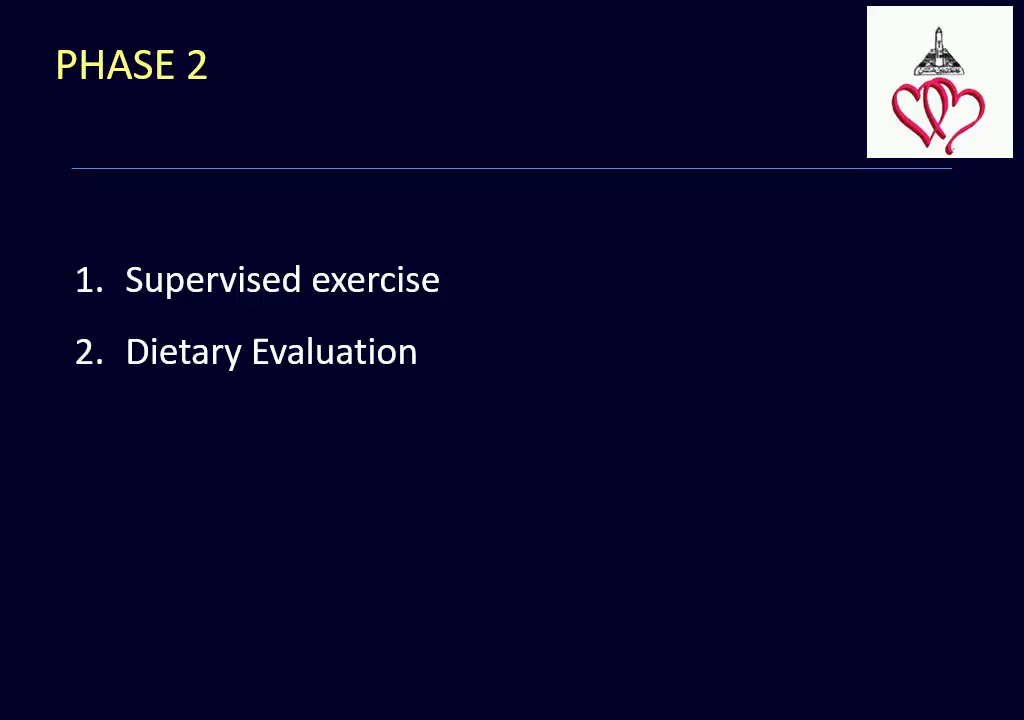 PHASE 2
1. Supervised exercise
2. Dietary Evaluation